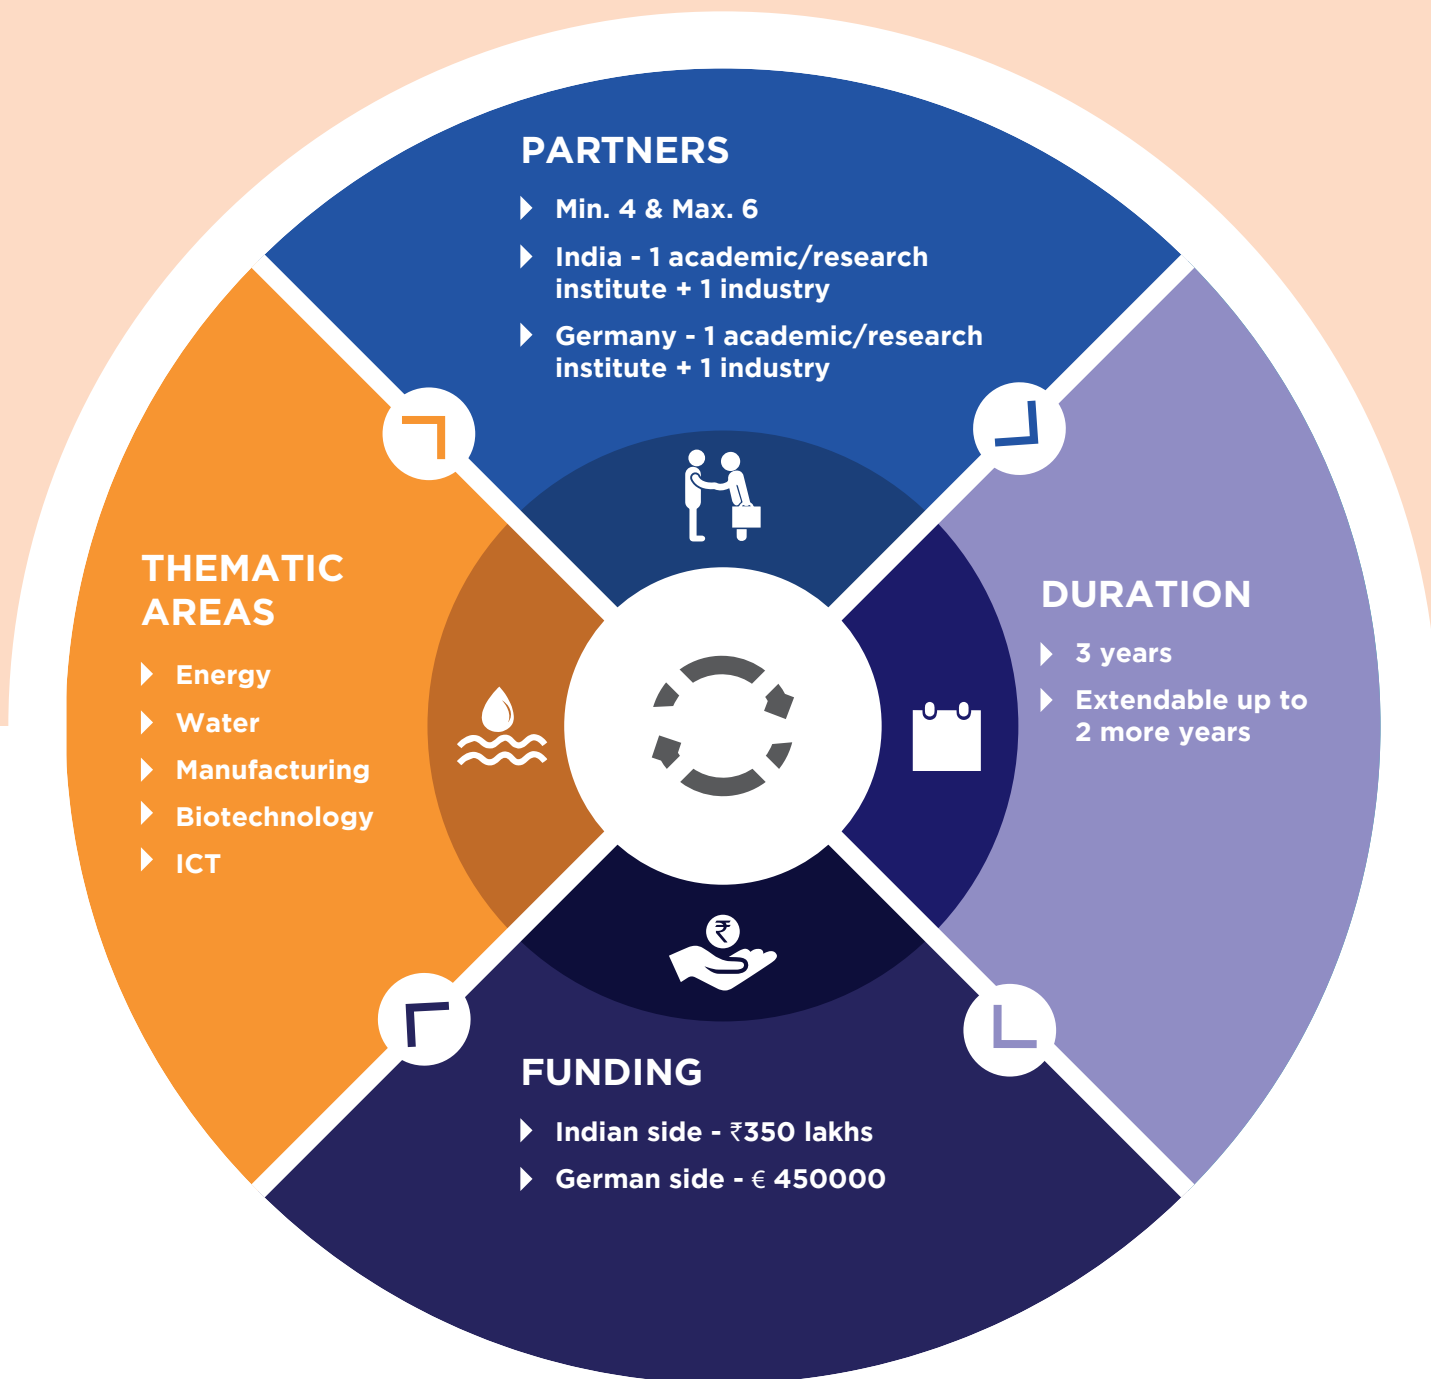 PARTNERS
Min. 4 & Max. 6
India - 1 academic/research
institute + 1 industry
Germany - 1 academic/research
institute + 1 industry
THEMATIC
AREAS
Energy
Water
Manufacturing
Biotechnology
ICT
DURATION
3 years
Extendable up to
2 more years
₹
FUNDING
Indian side - ₹350 lakhs
German side - € 450000